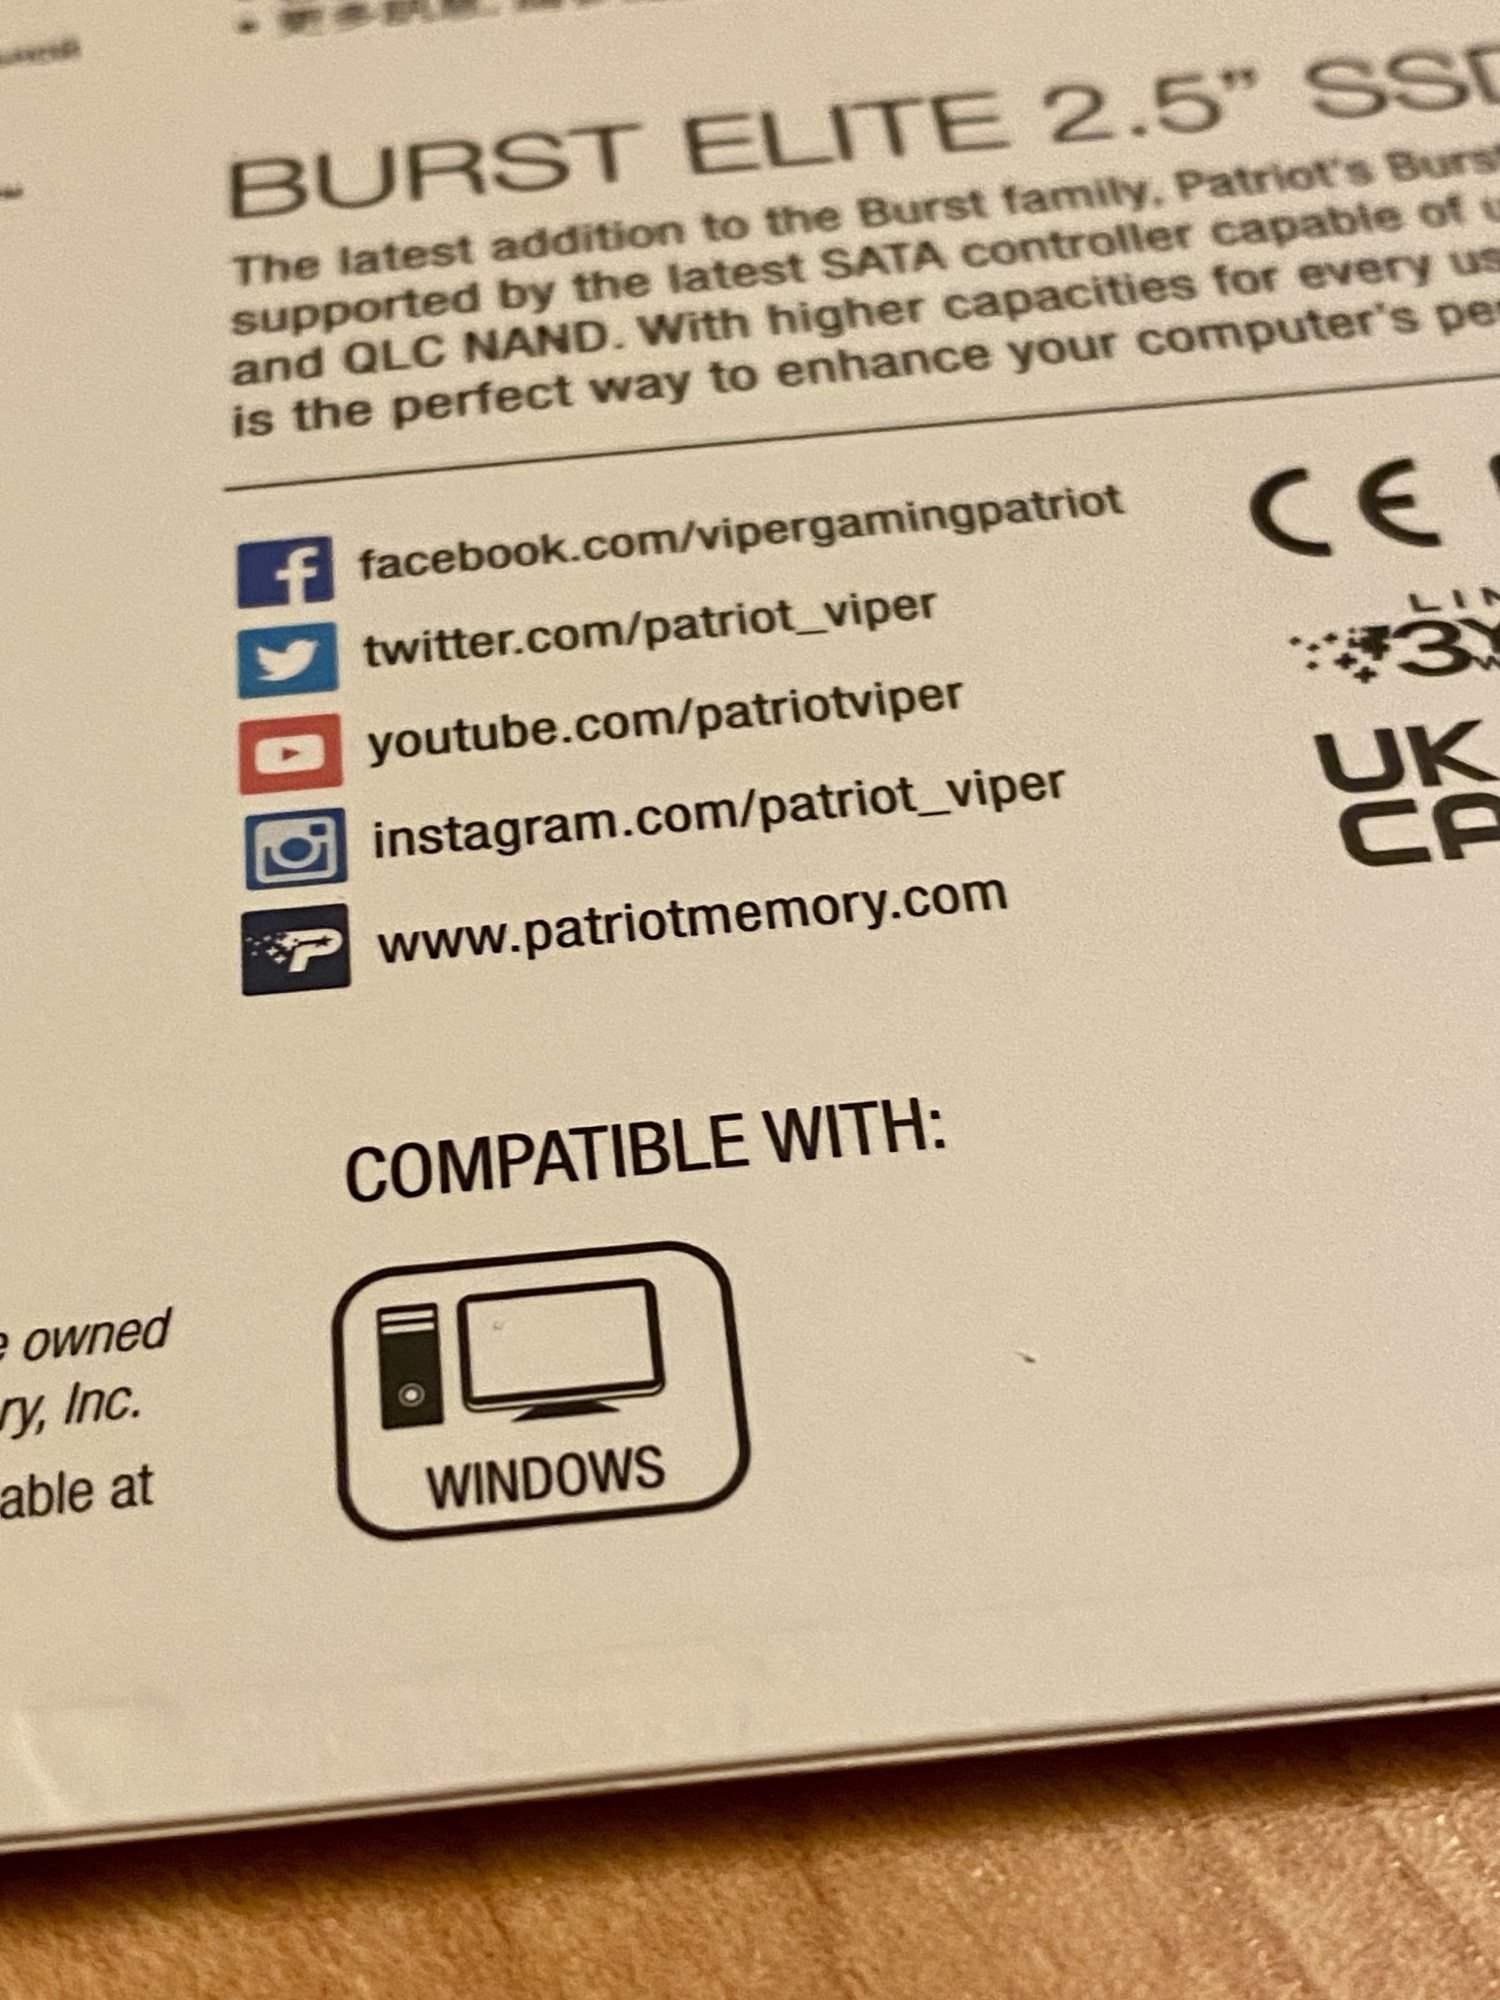 BURST ELITE 2.5” SSD
The latest addition to the Burst family, Patriot's Burst
supported by the latest SATA controller capable of
and QLC NAND. With higher capacities for every
is the perfect way to enhance your computer's
facebook.com/vipergamingpatriot
twitter.com/patriot_viper
youtube.com/patriotviper
instagram.com/patriot_viper
www.patriotmemory.com
CE
3
UK
CA
COMPATIBLE WITH:
WINDOWS
owned
Inc.
at